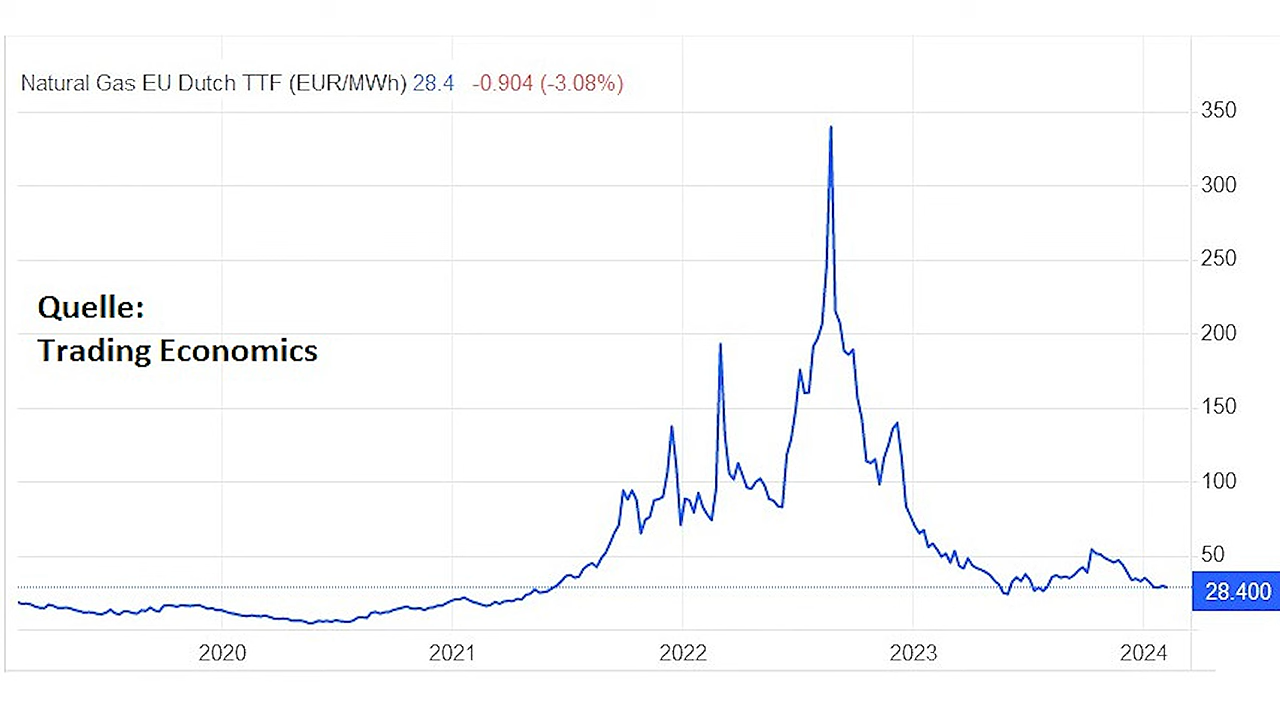 Natural Gas EU Dutch TTF (EUR/MWh) 28.4 -0.904 (-3.08%)
350
300
250
Quelle:
200
Trading Economics
150
100
50
28.400
2020 2021 2022 2023 2024